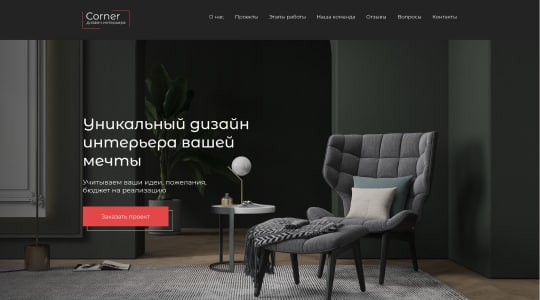 Corner
дизайн интерьера
О нас
Проекты
Этапы работы
Наша команда
Отзывы
Вопросы
Контакты
Уникальный дизайн
интерьера вашей
мечты
Учитываем ваши идеи, пожелания,
бюджет на реализацию
Заказать проект